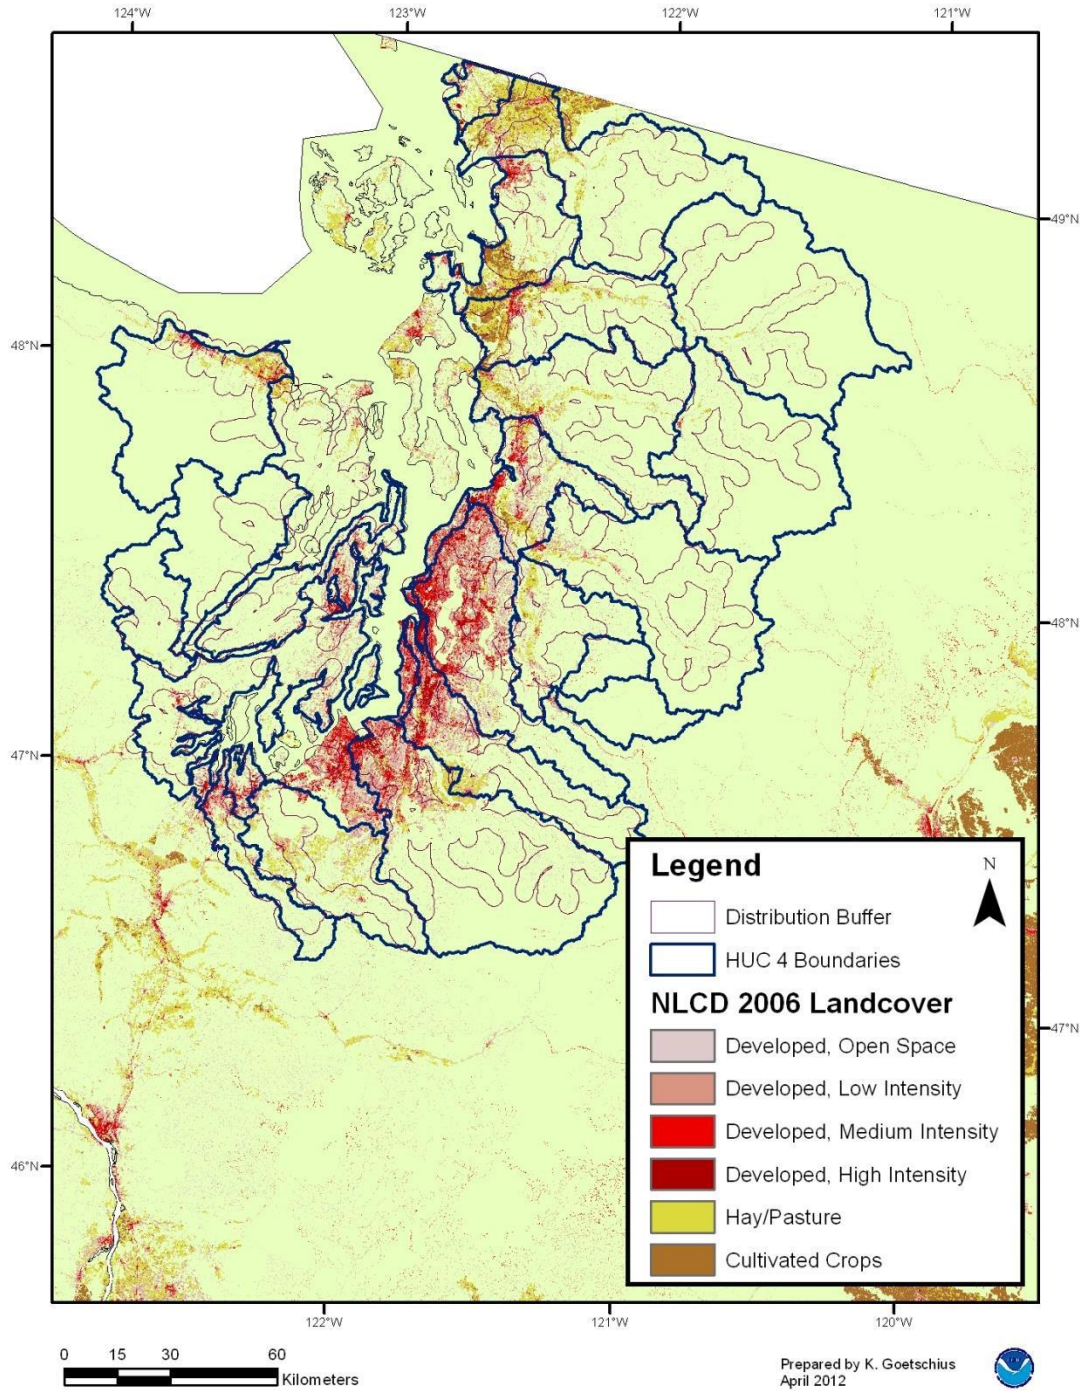 124°W 123°W 122°W 121°W
49°N
48°N
48°N
47°N
47°N
46°N
Legend
N
Distribution Buffer
HUC 4 Boundaries
NLCD 2006 Landcover
Developed, Open Space
Developed, Low Intensity
Developed, Medium Intensity
Developed, High Intensity
Hay/Pasture
Cultivated Crops
122°W 121°W 120°W
0 15 30 60
Kilometers
Prepared by K. Goetschius
April 2012